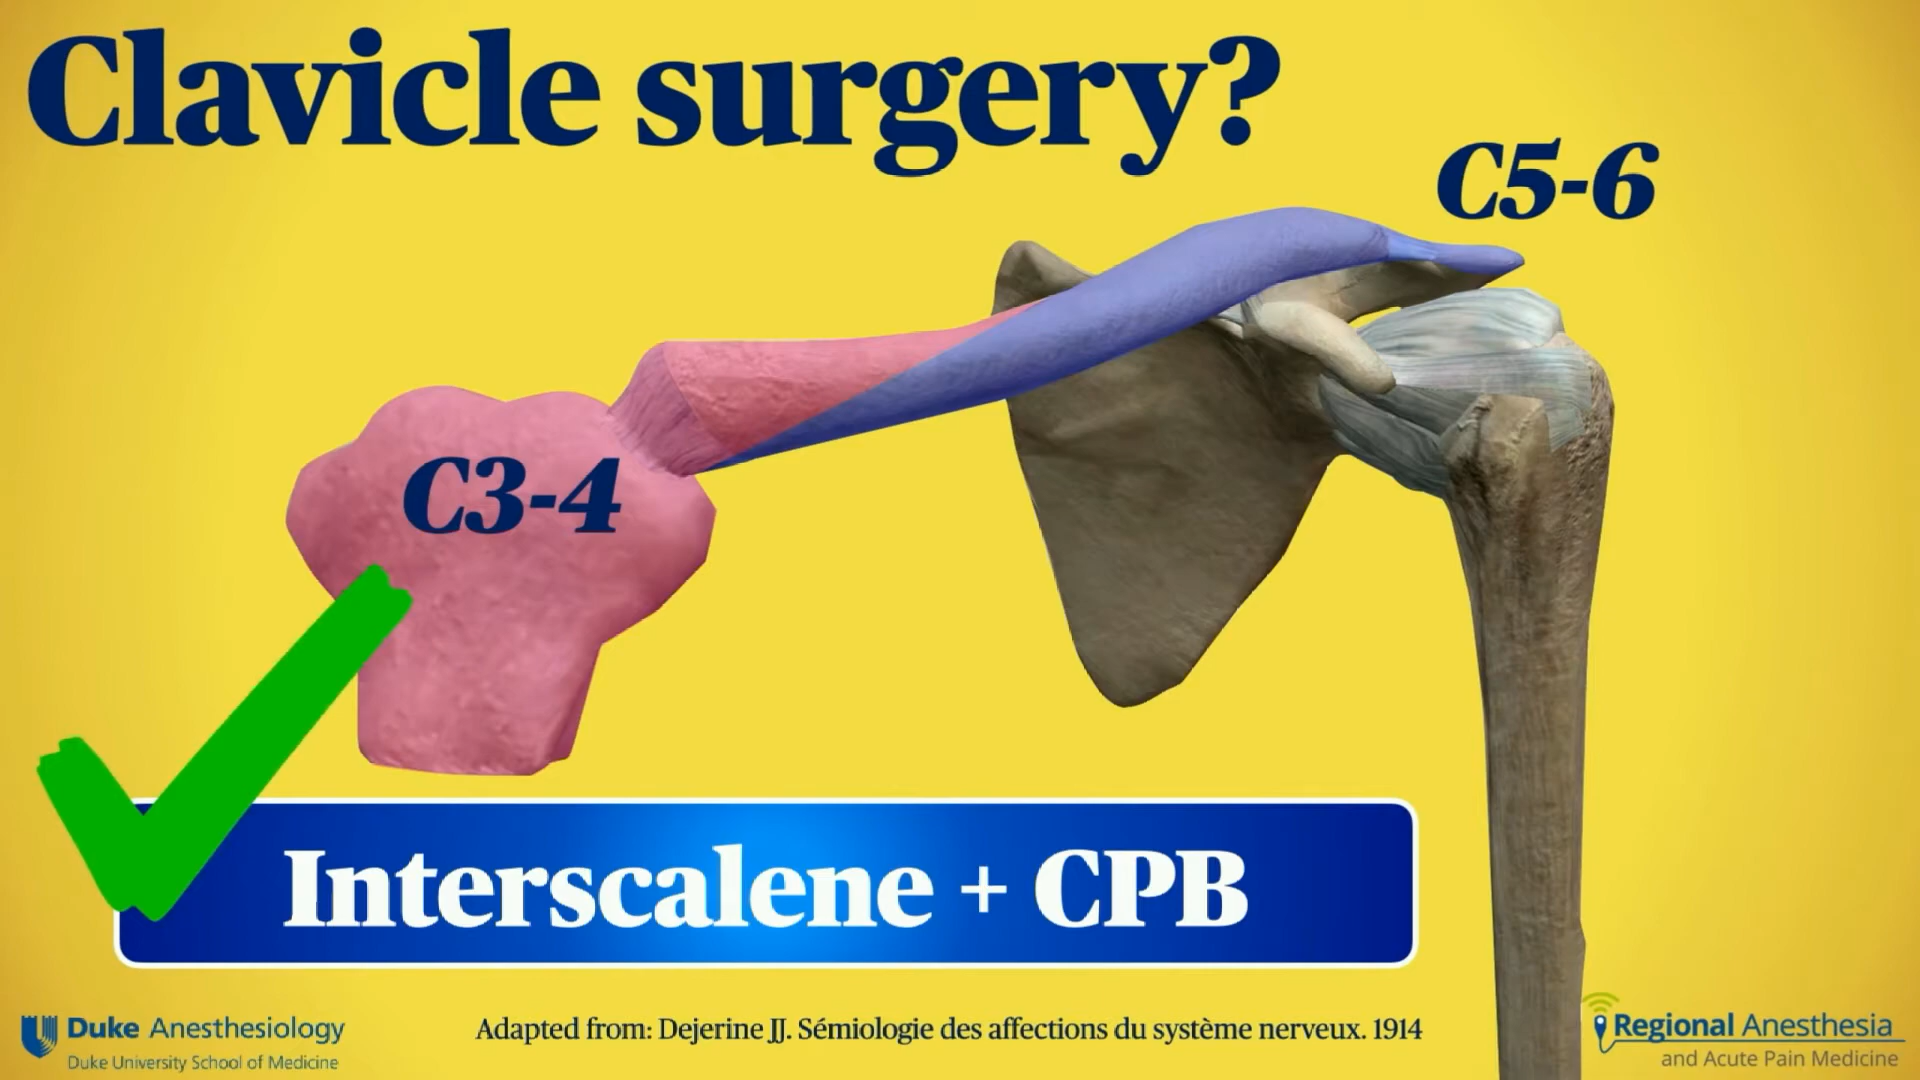 Clavicle surgery?
C5-6
C3-4
Interscalene + CPB
Adapted from: Dejerine JJ. Sémiologie des affections du système nerveux. 1914
Duke Anesthesiology
Duke University School of Medicine
Regional Anesthesia
and Acute Pain Medicine